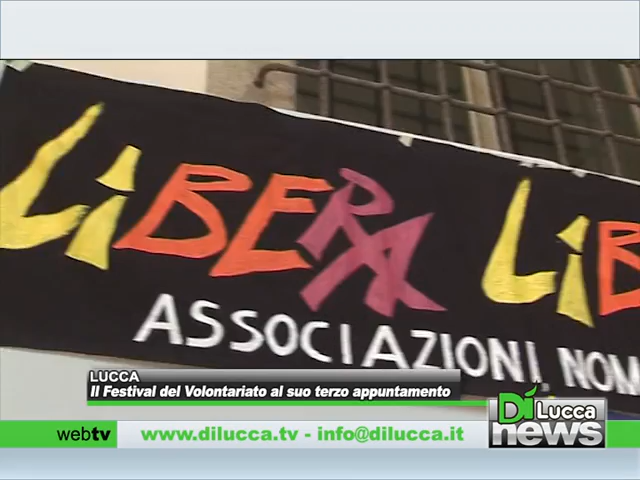 LiBERA LiB
ASSOCIAZIONI, NOM
LUCCA
Il Festival del Volontariato al suo terzo appuntamento
Dì Lucca
news
webtv www.dilucca.tv - info@dilucca.it